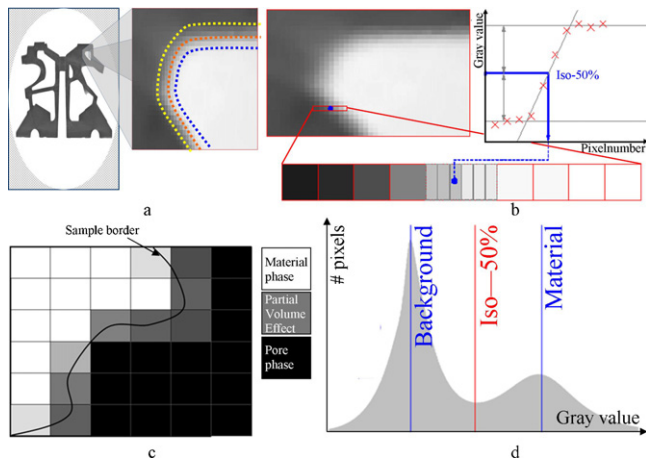 a
Gray value
Iso-50%
Pixelnumber
b
Sample border
Material
phase
Partial
Volume
Effect
Pore
phase
c
# pixels
Background
Iso—50%
Material
Gray value
d